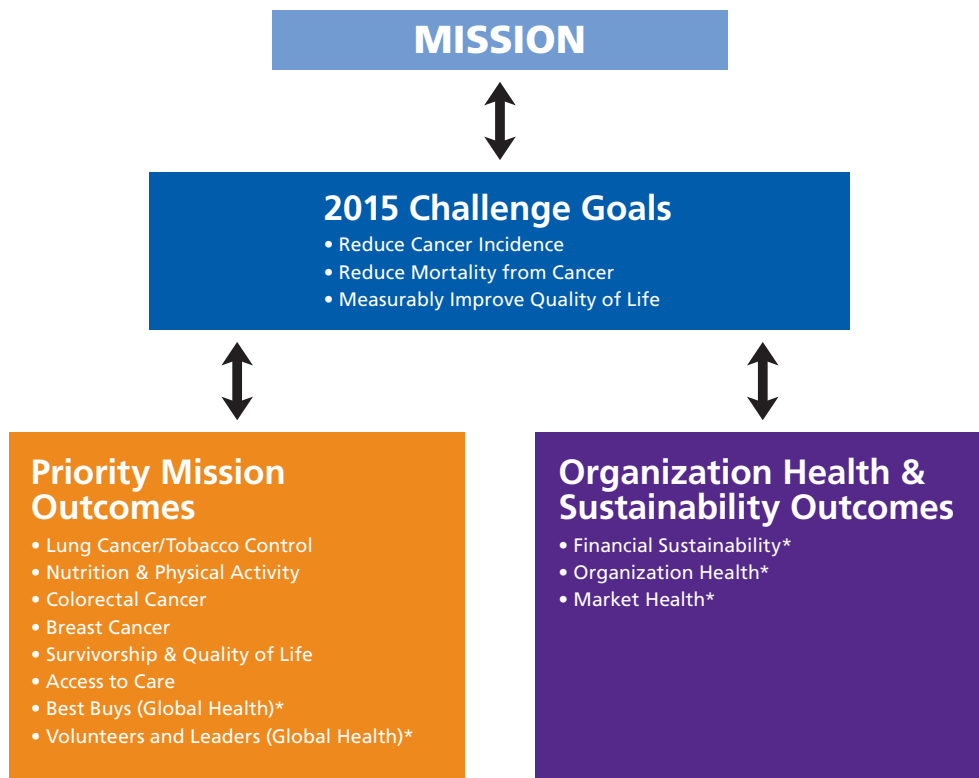 MISSION
2015 Challenge Goals
• Reduce Cancer Incidence
• Reduce Mortality from Cancer
• Measurably Improve Quality of Life
Priority Mission
Outcomes
• Lung Cancer/Tobacco Control
• Nutrition & Physical Activity
• Colorectal Cancer
• Breast Cancer
• Survivorship & Quality of Life
• Access to Care
• Best Buys (Global Health)*
• Volunteers and Leaders (Global Health)*
Organization Health &
Sustainability Outcomes
• Financial Sustainability*
• Organization Health*
• Market Health*